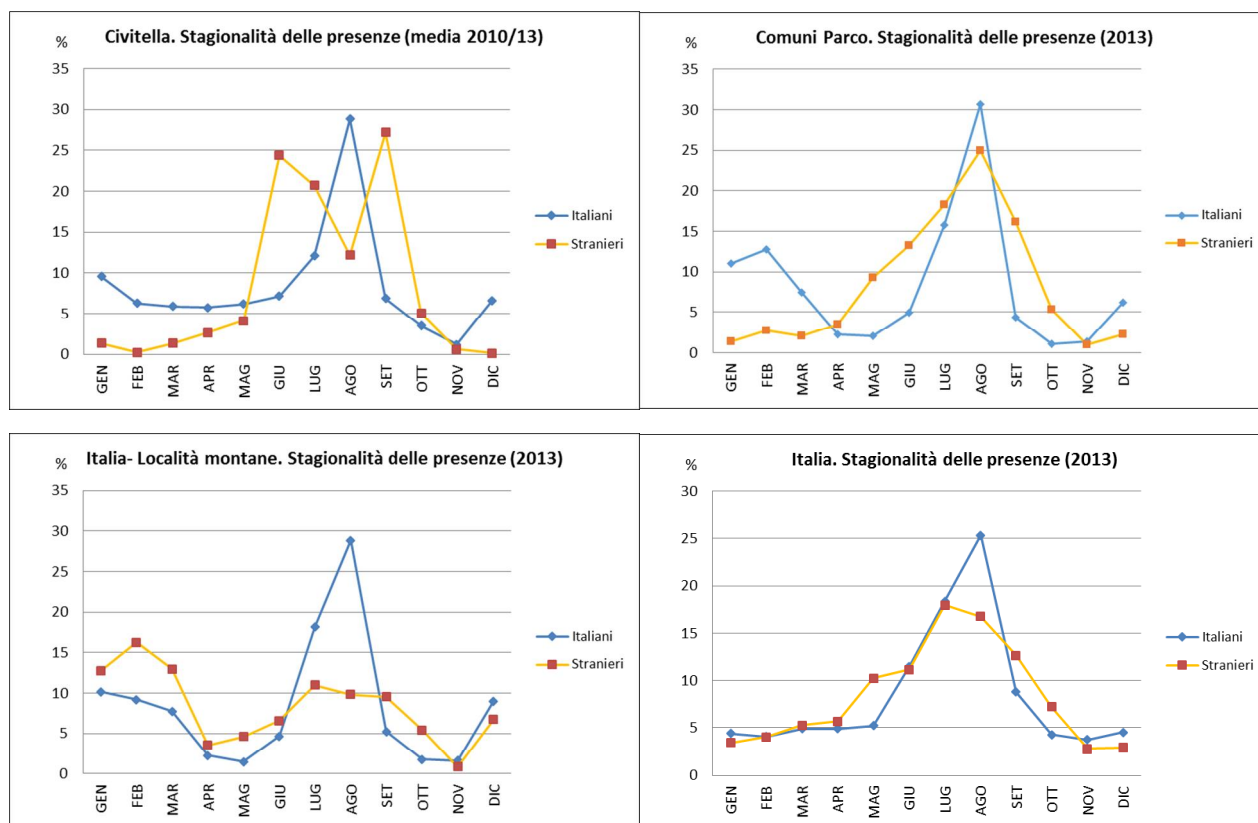 Civitella. Stagionalità delle presenze (media 2010/13)
%
35
30
25
20
15
10
5
0
GEN
FEB
MAR
APR
MAG
GIU
LUG
AGO
SET
OTT
NOV
DIC
Italiani
Stranieri
Comuni Parco. Stagionalità delle presenze (2013)
%
35
30
25
20
15
10
5
0
GEN
FEB
MAR
APR
MAG
GIU
LUG
AGO
SET
OTT
NOV
DIC
Italiani
Stranieri
Italia- Località montane. Stagionalità delle presenze (2013)
%
35
30
25
20
15
10
5
0
GEN
FEB
MAR
APR
MAG
GIU
LUG
AGO
SET
OTT
NOV
DIC
Italiani
Stranieri
Italia. Stagionalità delle presenze (2013)
%
30
25
20
15
10
5
0
GEN
FEB
MAR
APR
MAG
GIU
LUG
AGO
SET
OTT
NOV
DIC
Italiani
Stranieri